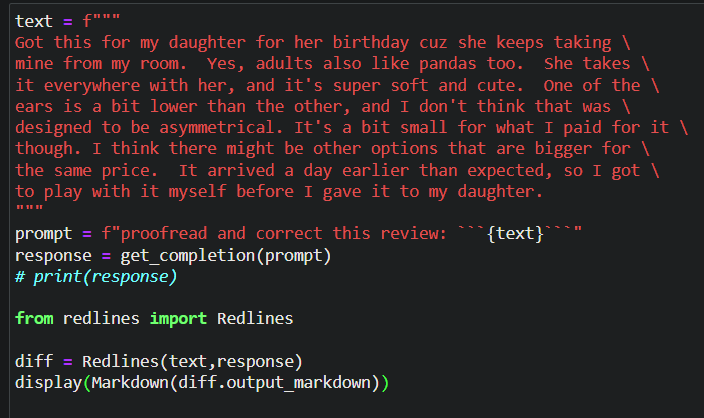 text = f"""
Got this for my daughter for her birthday cuz she keeps taking \
mine from my room.  Yes, adults also like pandas too.  She takes \
it everywhere with her, and it's super soft and cute.  One of the \
ears is a bit lower than the other, and I don't think that was \
designed to be asymmetrical. It's a bit small for what I paid for it \
though. I think there might be other options that are bigger for \
the same price.  It arrived a day earlier than expected, so I got \
to play with it myself before I gave it to my daughter.
"""
prompt = f"proofread and correct this review: ```{text}```"
response = get_completion(prompt)
# print(response)

from redlines import Redlines

diff = Redlines(text,response)
display(Markdown(diff.output_markdown))